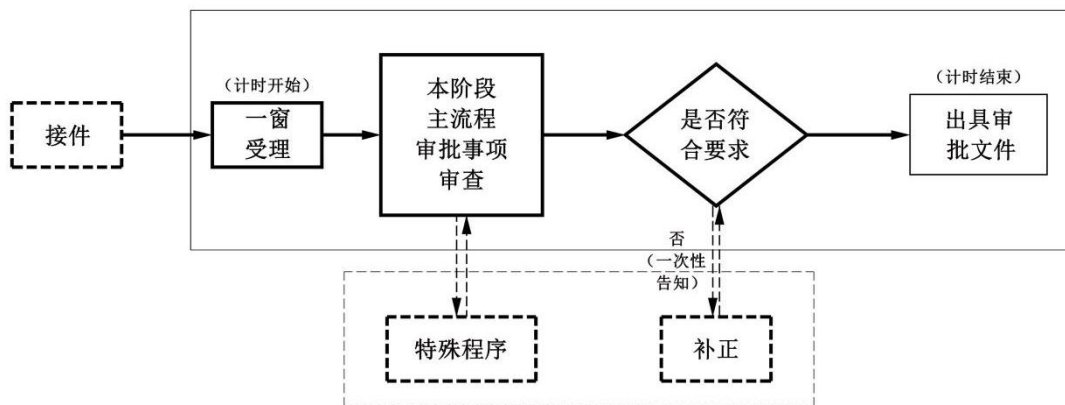 接件
（计时开始）
一窗
受理
本阶段
主流程
审批事项
审查
是否符
合要求
（计时结束）
出具审
批文件
否
（一次性
告知）
特殊程序
补正